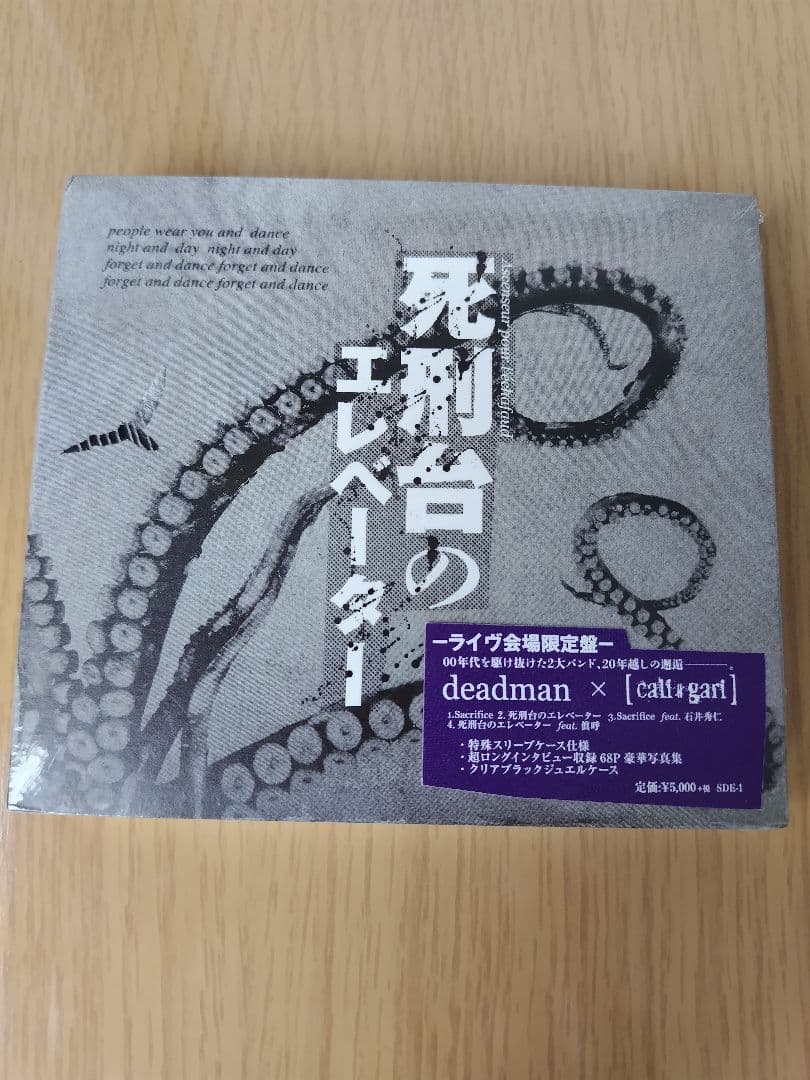 people wear you and dance
night and day night and day
forget and dance forget and dance
forget and dance forget and dance
死刑台の
エレベーター
Ascenseur pour l'echafaud
ーライヴ会場限定盤ー
00年代を駆け抜けた2大バンド、20年越しの邂逅―――。
deadman × [cali≠gari]
1.Sacrifice 2.死刑台のエレベーター 3.Sacrifice feat.石井秀仁
4.死刑台のエレベーター feat.眞呼
・特殊スリーブケース仕様
・超ロングインタビュー収録 68P 豪華写真集
・クリアブラックジュエルケース
定価:¥5,000+税 SDE-1